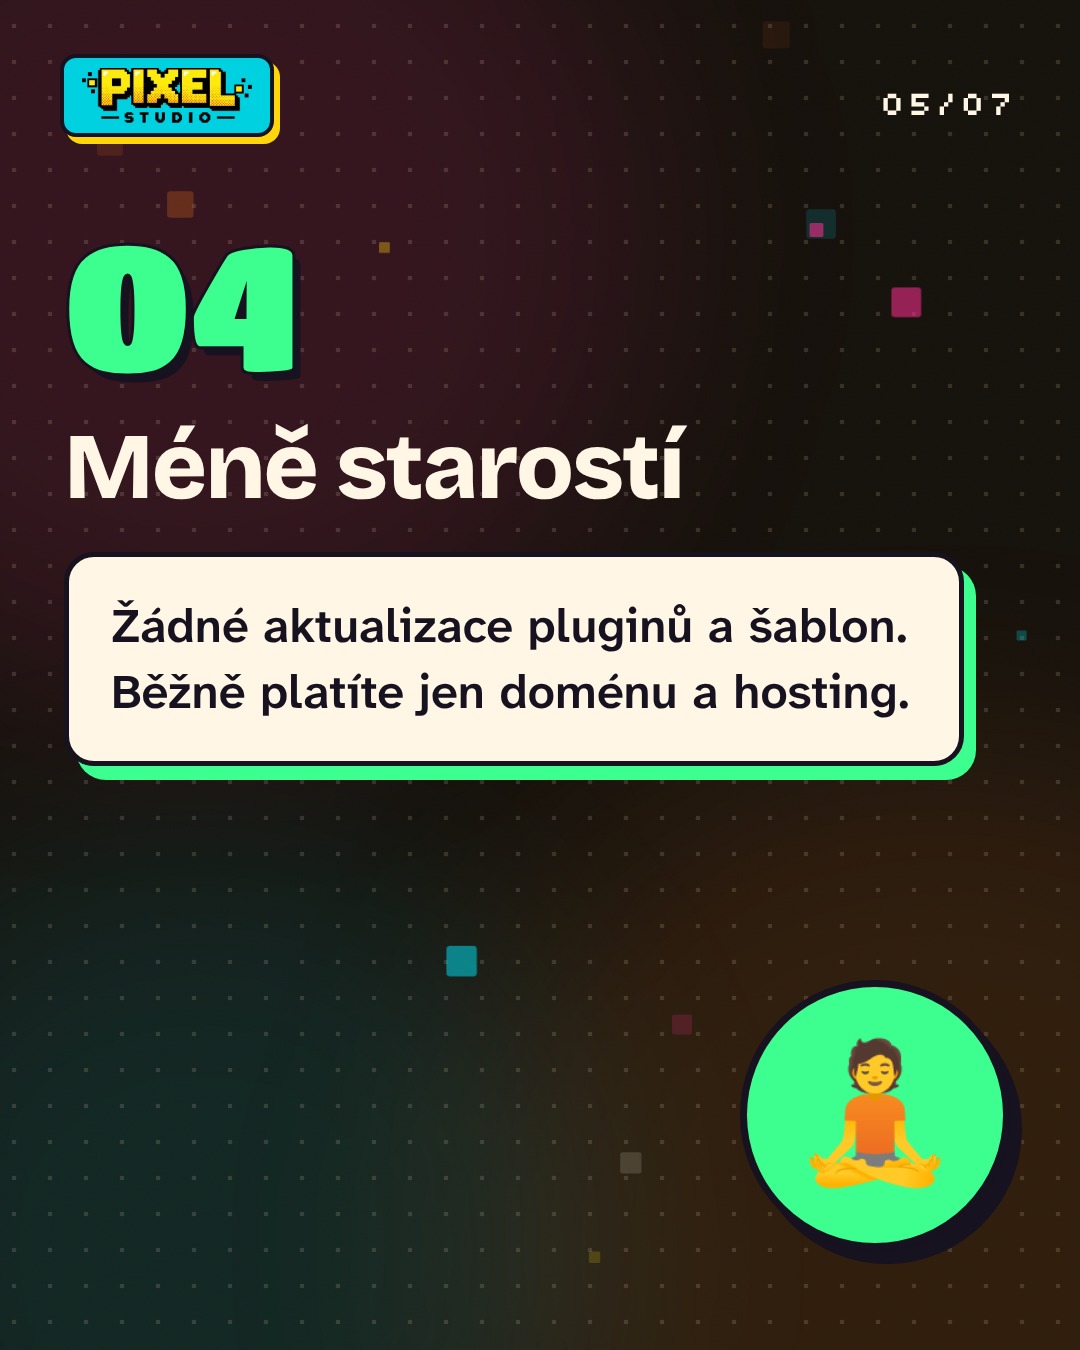 PIXEL
STUDIO
05/07
04
Méně starostí
Žádné aktualizace pluginů a šablon.
Běžně platíte jen doménu a hosting.